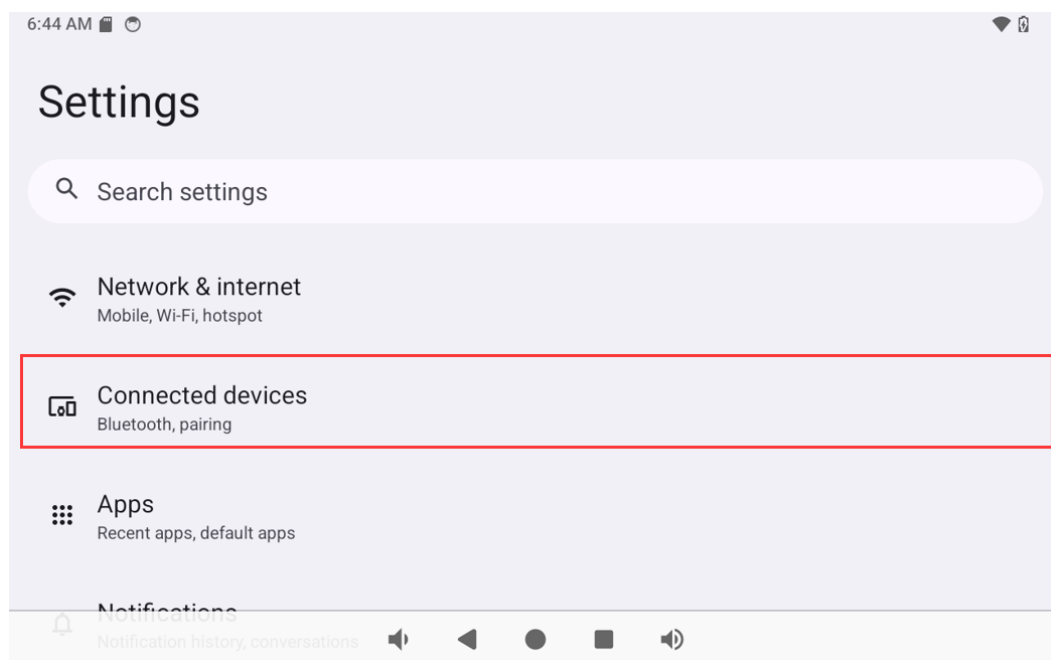 6:44 AM
Settings
Search settings
Network & internet
Mobile, Wi-Fi, hotspot
Connected devices
Bluetooth, pairing
Apps
Recent apps, default apps
Notifications
Notification history, conversations